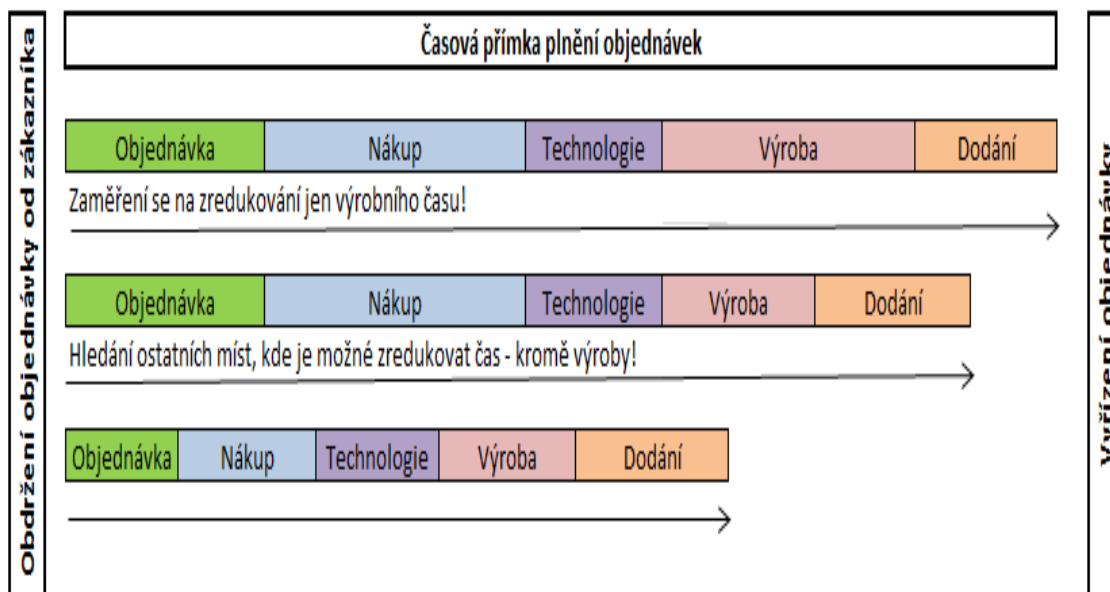 Obdržení objednávky od zákazníka
Časová přímka plnění objednávek
Objednávka Nákup Technologie Výroba Dodání
Zaměření se na zredukování jen výrobního času!
Objednávka Nákup Technologie Výroba Dodání
Hledání ostatních míst, kde je možné zredukovat čas - kromě výroby!
Objednávka Nákup Technologie Výroba Dodání
Vyřízení objednávky